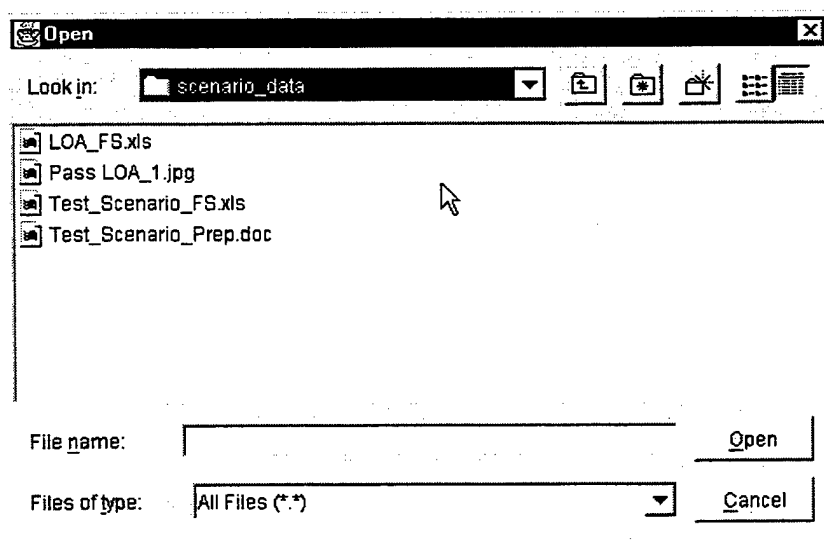 Open
Look in: scenario_data
LOA_FS.xls
Pass LOA_1.jpg
Test_Scenario_FS.xls
Test_Scenario_Prep.doc
File name: Open
Files of type: All Files (*.*) Cancel